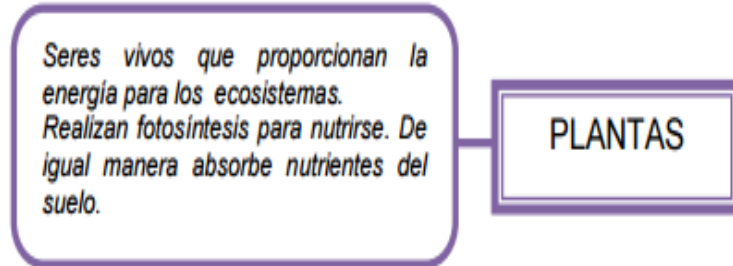 Seres vivos que proporcionan la
energía para los ecosistemas.
Realizan fotosíntesis para nutrirse. De
igual manera absorbe nutrientes del
suelo.
PLANTAS